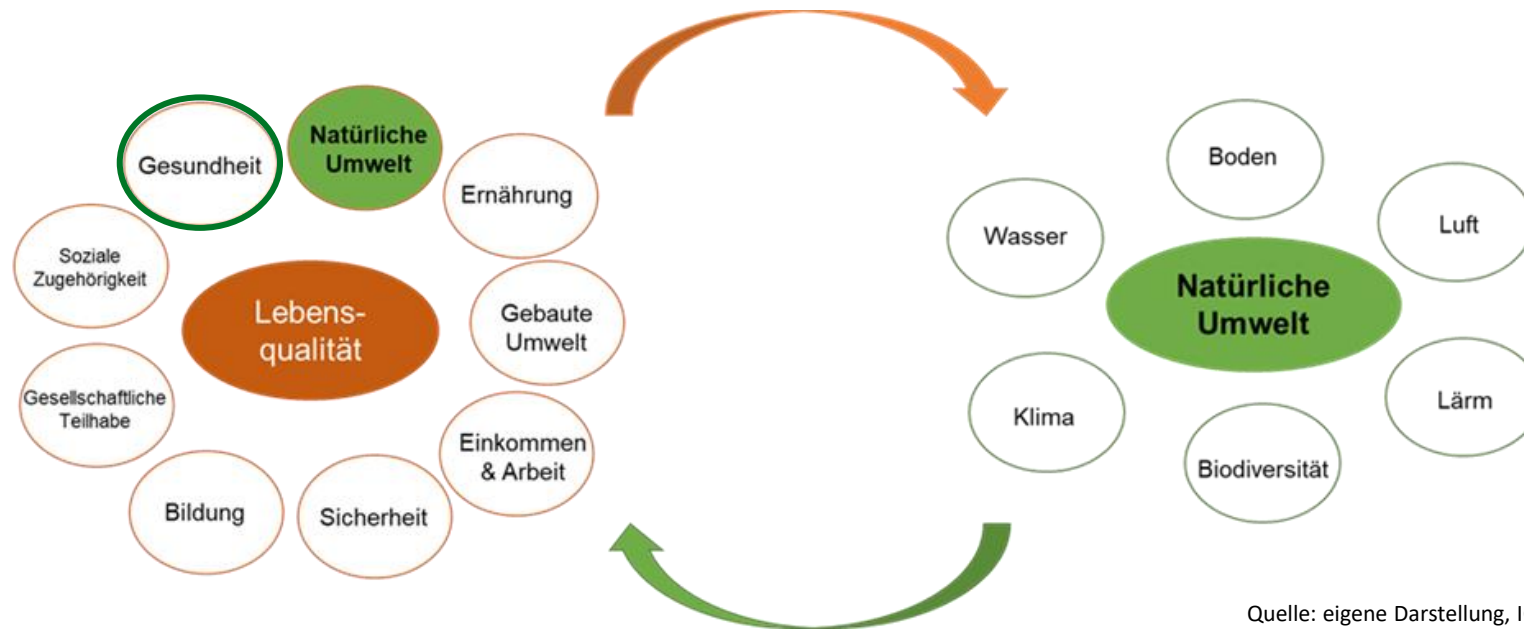 Lebens-
qualität
Gesundheit
Natürliche
Umwelt
Ernährung
Gebaute
Umwelt
Einkommen
& Arbeit
Sicherheit
Bildung
Gesellschaftliche
Teilhabe
Soziale
Zugehörigkeit
Natürliche
Umwelt
Boden
Luft
Lärm
Biodiversität
Klima
Wasser
Quelle: eigene Darstellung,